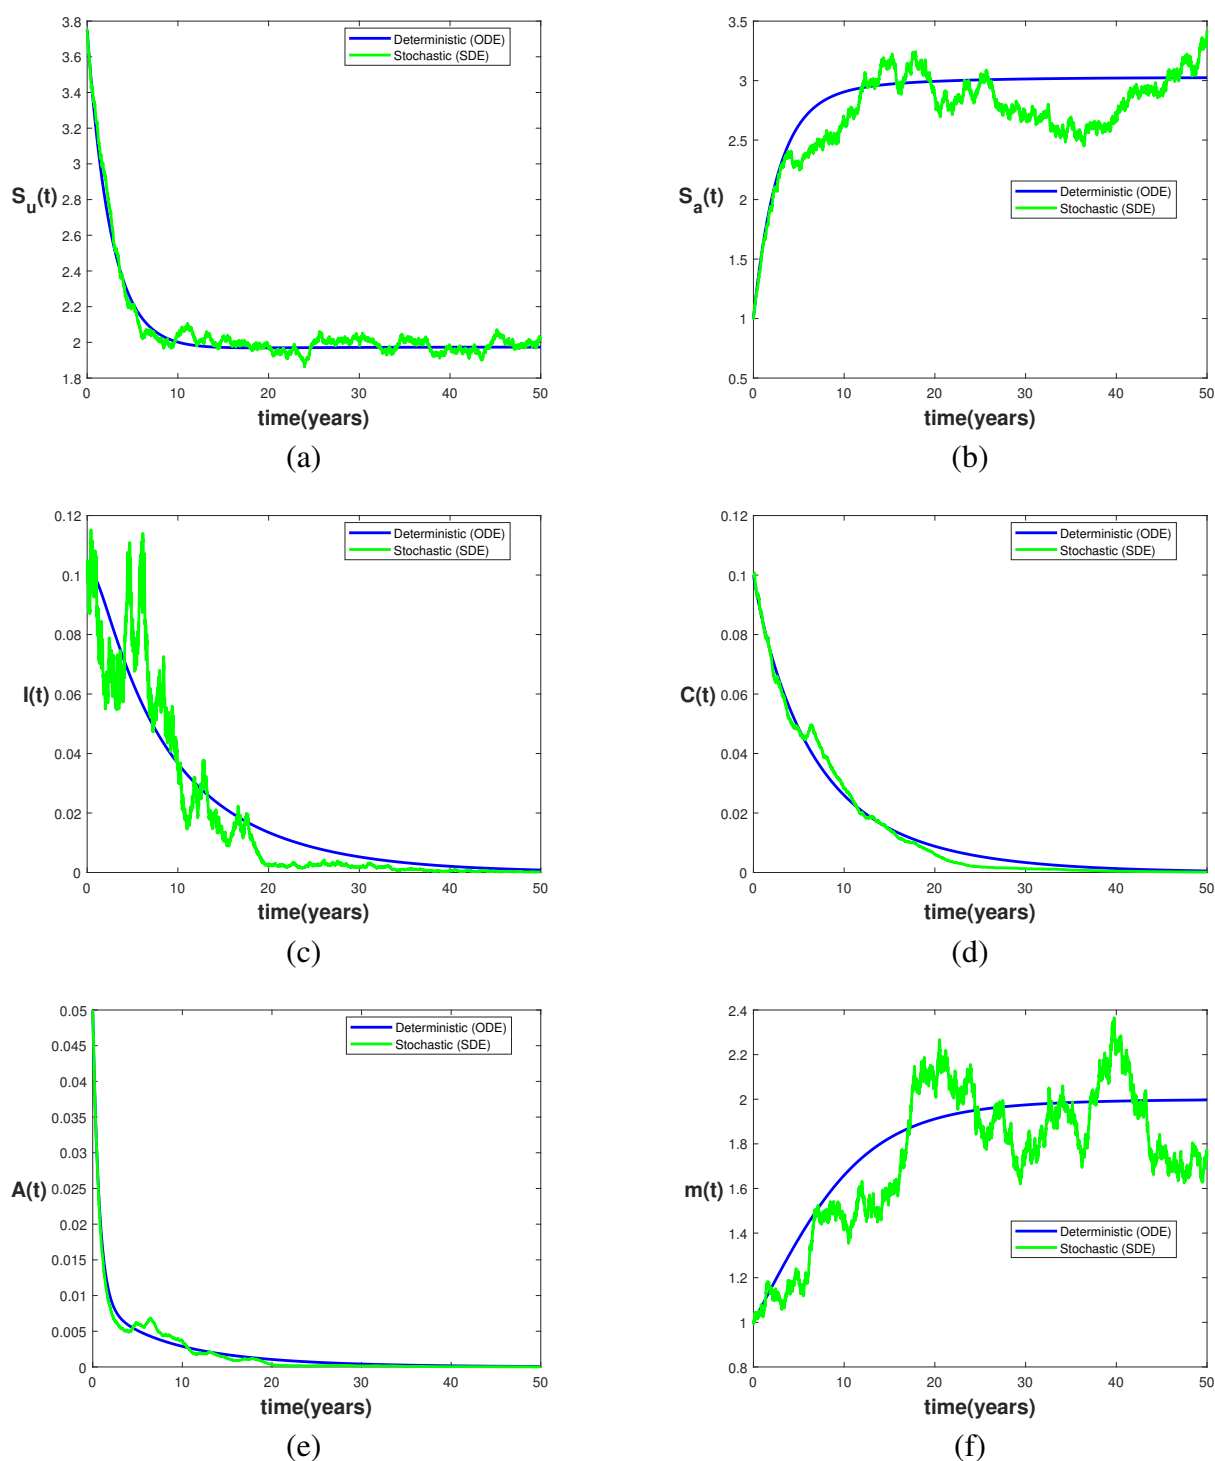 3.8
3.6
3.4
3.2
3
2.8
2.6
2.4
2.2
2
1.8
S_u(t)
0 10 20 30 40 50
time(years)
Deterministic (ODE)
Stochastic (SDE)
(a)
3.5
3
2.5
2
1.5
1
0.5
S_a(t)
0 10 20 30 40 50
time(years)
Deterministic (ODE)
Stochastic (SDE)
(b)
0.12
0.1
0.08
0.06
0.04
0.02
0
I(t)
0 10 20 30 40 50
time(years)
Deterministic (ODE)
Stochastic (SDE)
(c)
0.12
0.1
0.08
0.06
0.04
0.02
0
C(t)
0 10 20 30 40 50
time(years)
Deterministic (ODE)
Stochastic (SDE)
(d)
0.05
0.045
0.04
0.035
0.03
0.025
0.02
0.015
0.01
0.005
0
A(t)
0 10 20 30 40 50
time(years)
Deterministic (ODE)
Stochastic (SDE)
(e)
2.4
2.2
2
1.8
1.6
1.4
1.2
1
0.8
m(t)
0 10 20 30 40 50
time(years)
Deterministic (ODE)
Stochastic (SDE)
(f)